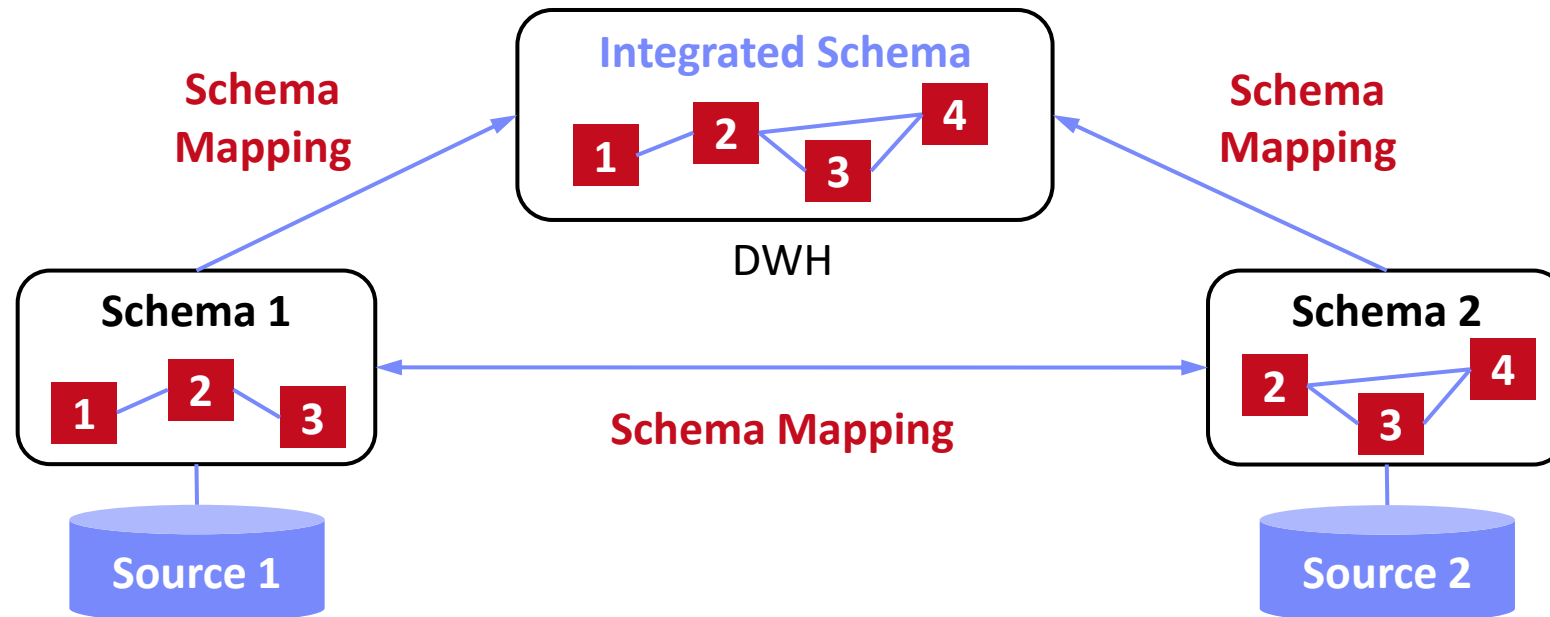 Integrated Schema
Schema
Mapping
Schema
Mapping
1
2
3
4
DWH
Schema 1
1
2
3
Schema Mapping
Schema 2
2
3
4
Source 1
Source 2